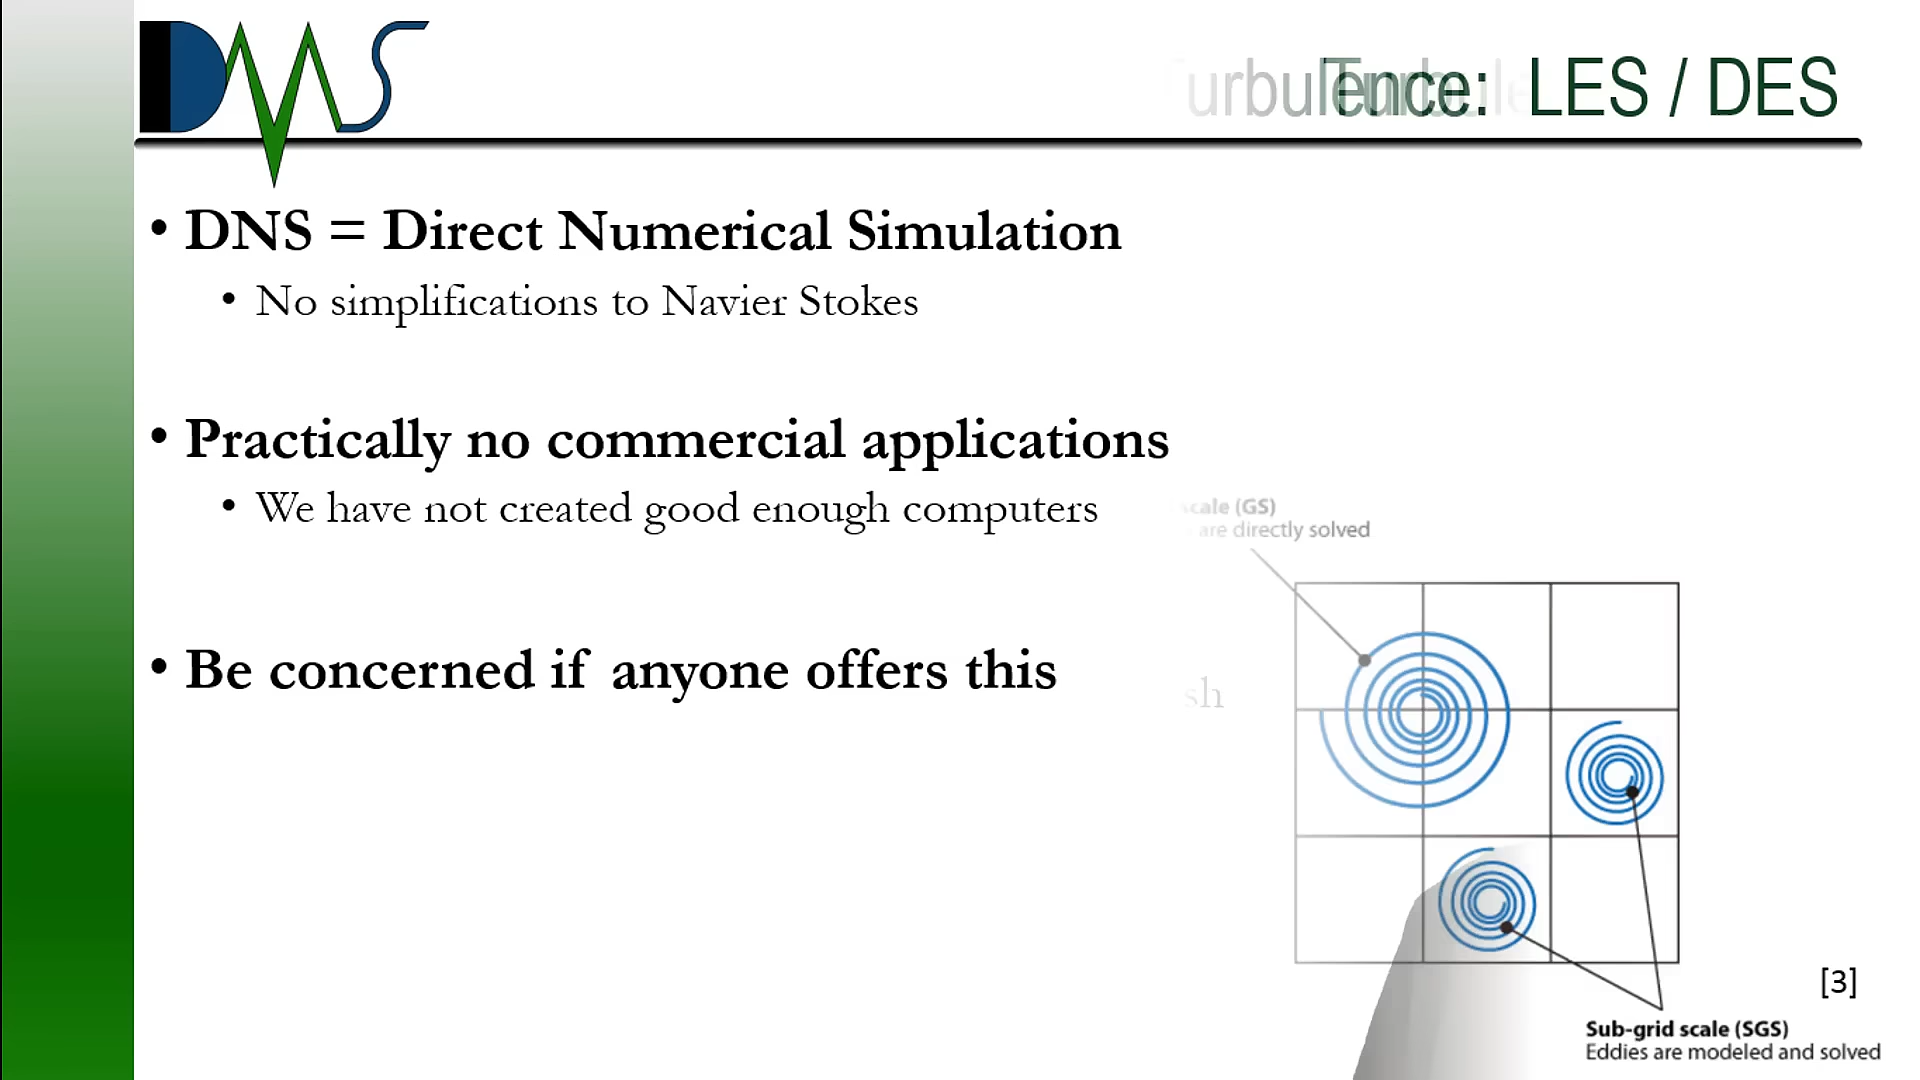 DMS
Turbulence: LES / DES
• DNS = Direct Numerical Simulation
• No simplifications to Navier Stokes
• Practically no commercial applications
• We have not created good enough computers
scale (GS)
are directly solved
• Be concerned if anyone offers this
sh
[3]
Sub-grid scale (SGS)
Eddies are modeled and solved